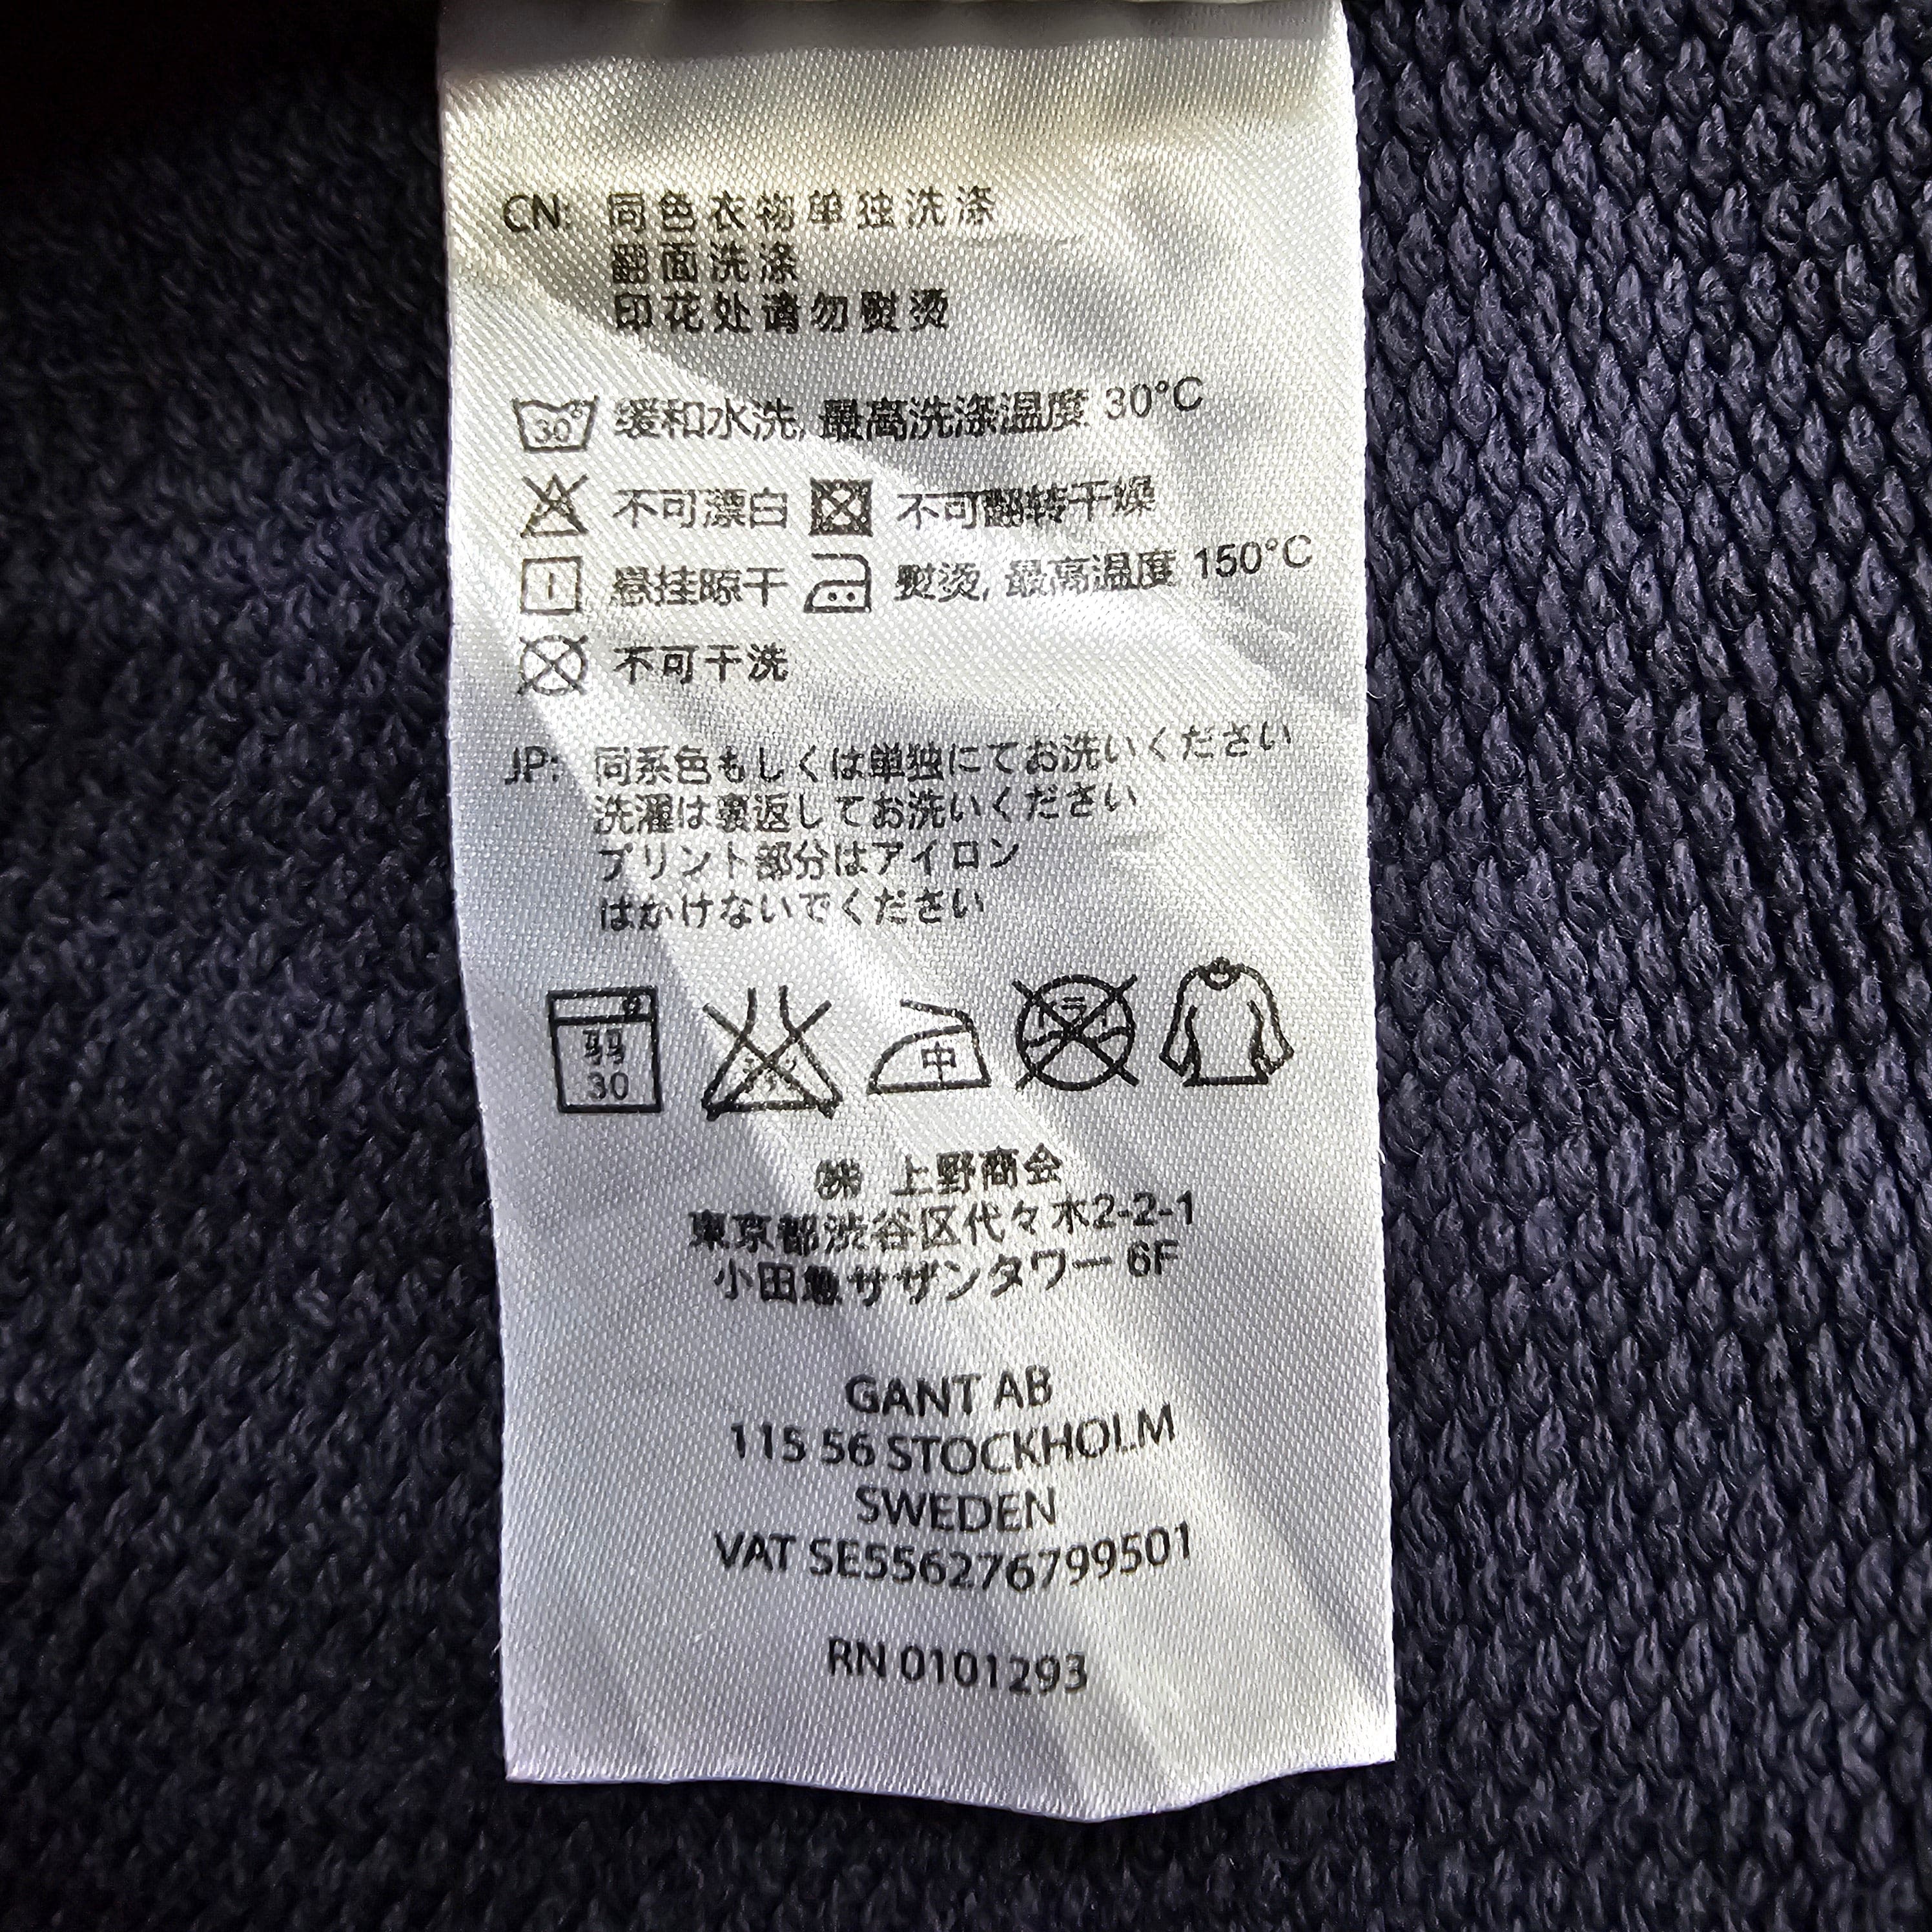 CN: 同色衣物单独洗涤
翻面洗涤
印花处请勿熨烫
30° 缓和水洗, 最高洗涤温度 30°C
不可漂白 不可翻转干燥
悬挂晾干 熨烫, 最高温度 150°C
不可干洗
JP: 同系色もしくは単独にてお洗いください
洗濯は裏返してお洗いください
プリント部分はアイロン
はかけないでください
弱 中
30
㈱ 上野商会
東京都渋谷区代々木2-2-1
小田急サザンタワー 6F
GANT AB
115 56 STOCKHOLM
SWEDEN
VAT SE556276799501
RN 0101293